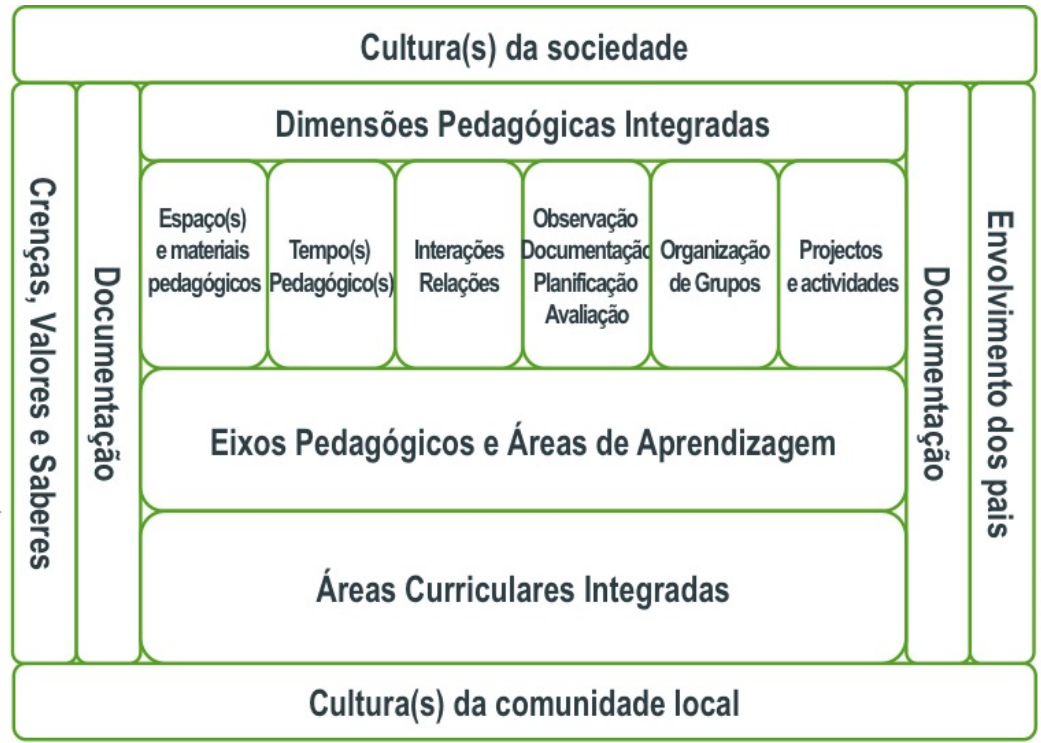 Cultura(s) da sociedade
Crenças, Valores e Saberes
Documentação
Dimensões Pedagógicas Integradas
Espaço(s)
e materiais
pedagógicos
Tempo(s)
Pedagógico(s)
Interações
Relações
Observação
Documentação
Planificação
Avaliação
Organização
de Grupos
Projectos
e actividades
Eixos Pedagógicos e Áreas de Aprendizagem
Áreas Curriculares Integradas
Documentação
Envolvimento dos pais
Cultura(s) da comunidade local